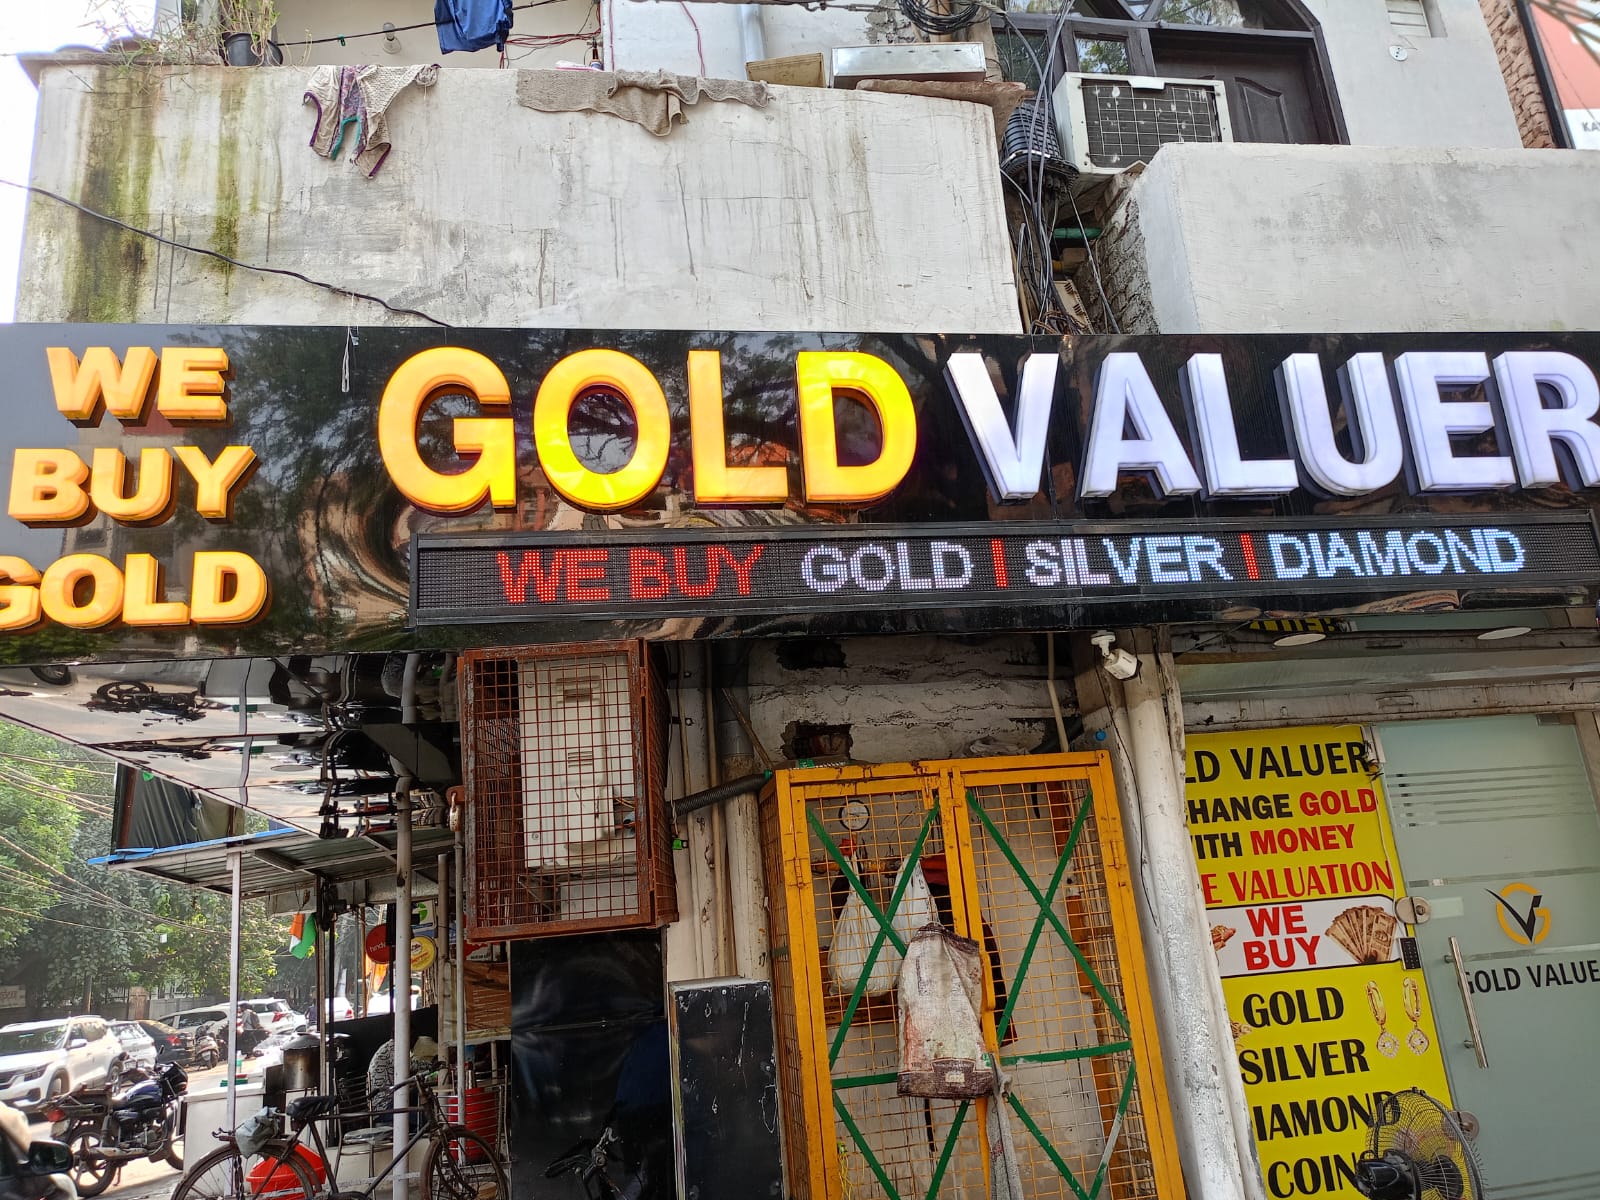 WE
BUY
GOLD
GOLD VALUER
WE BUY GOLD | SILVER | DIAMOND
LD VALUER
HANGE GOLD
ITH MONEY
E VALUATION
WE
BUY
GOLD
SILVER
IAMOND
COIN
GOLD VALUE